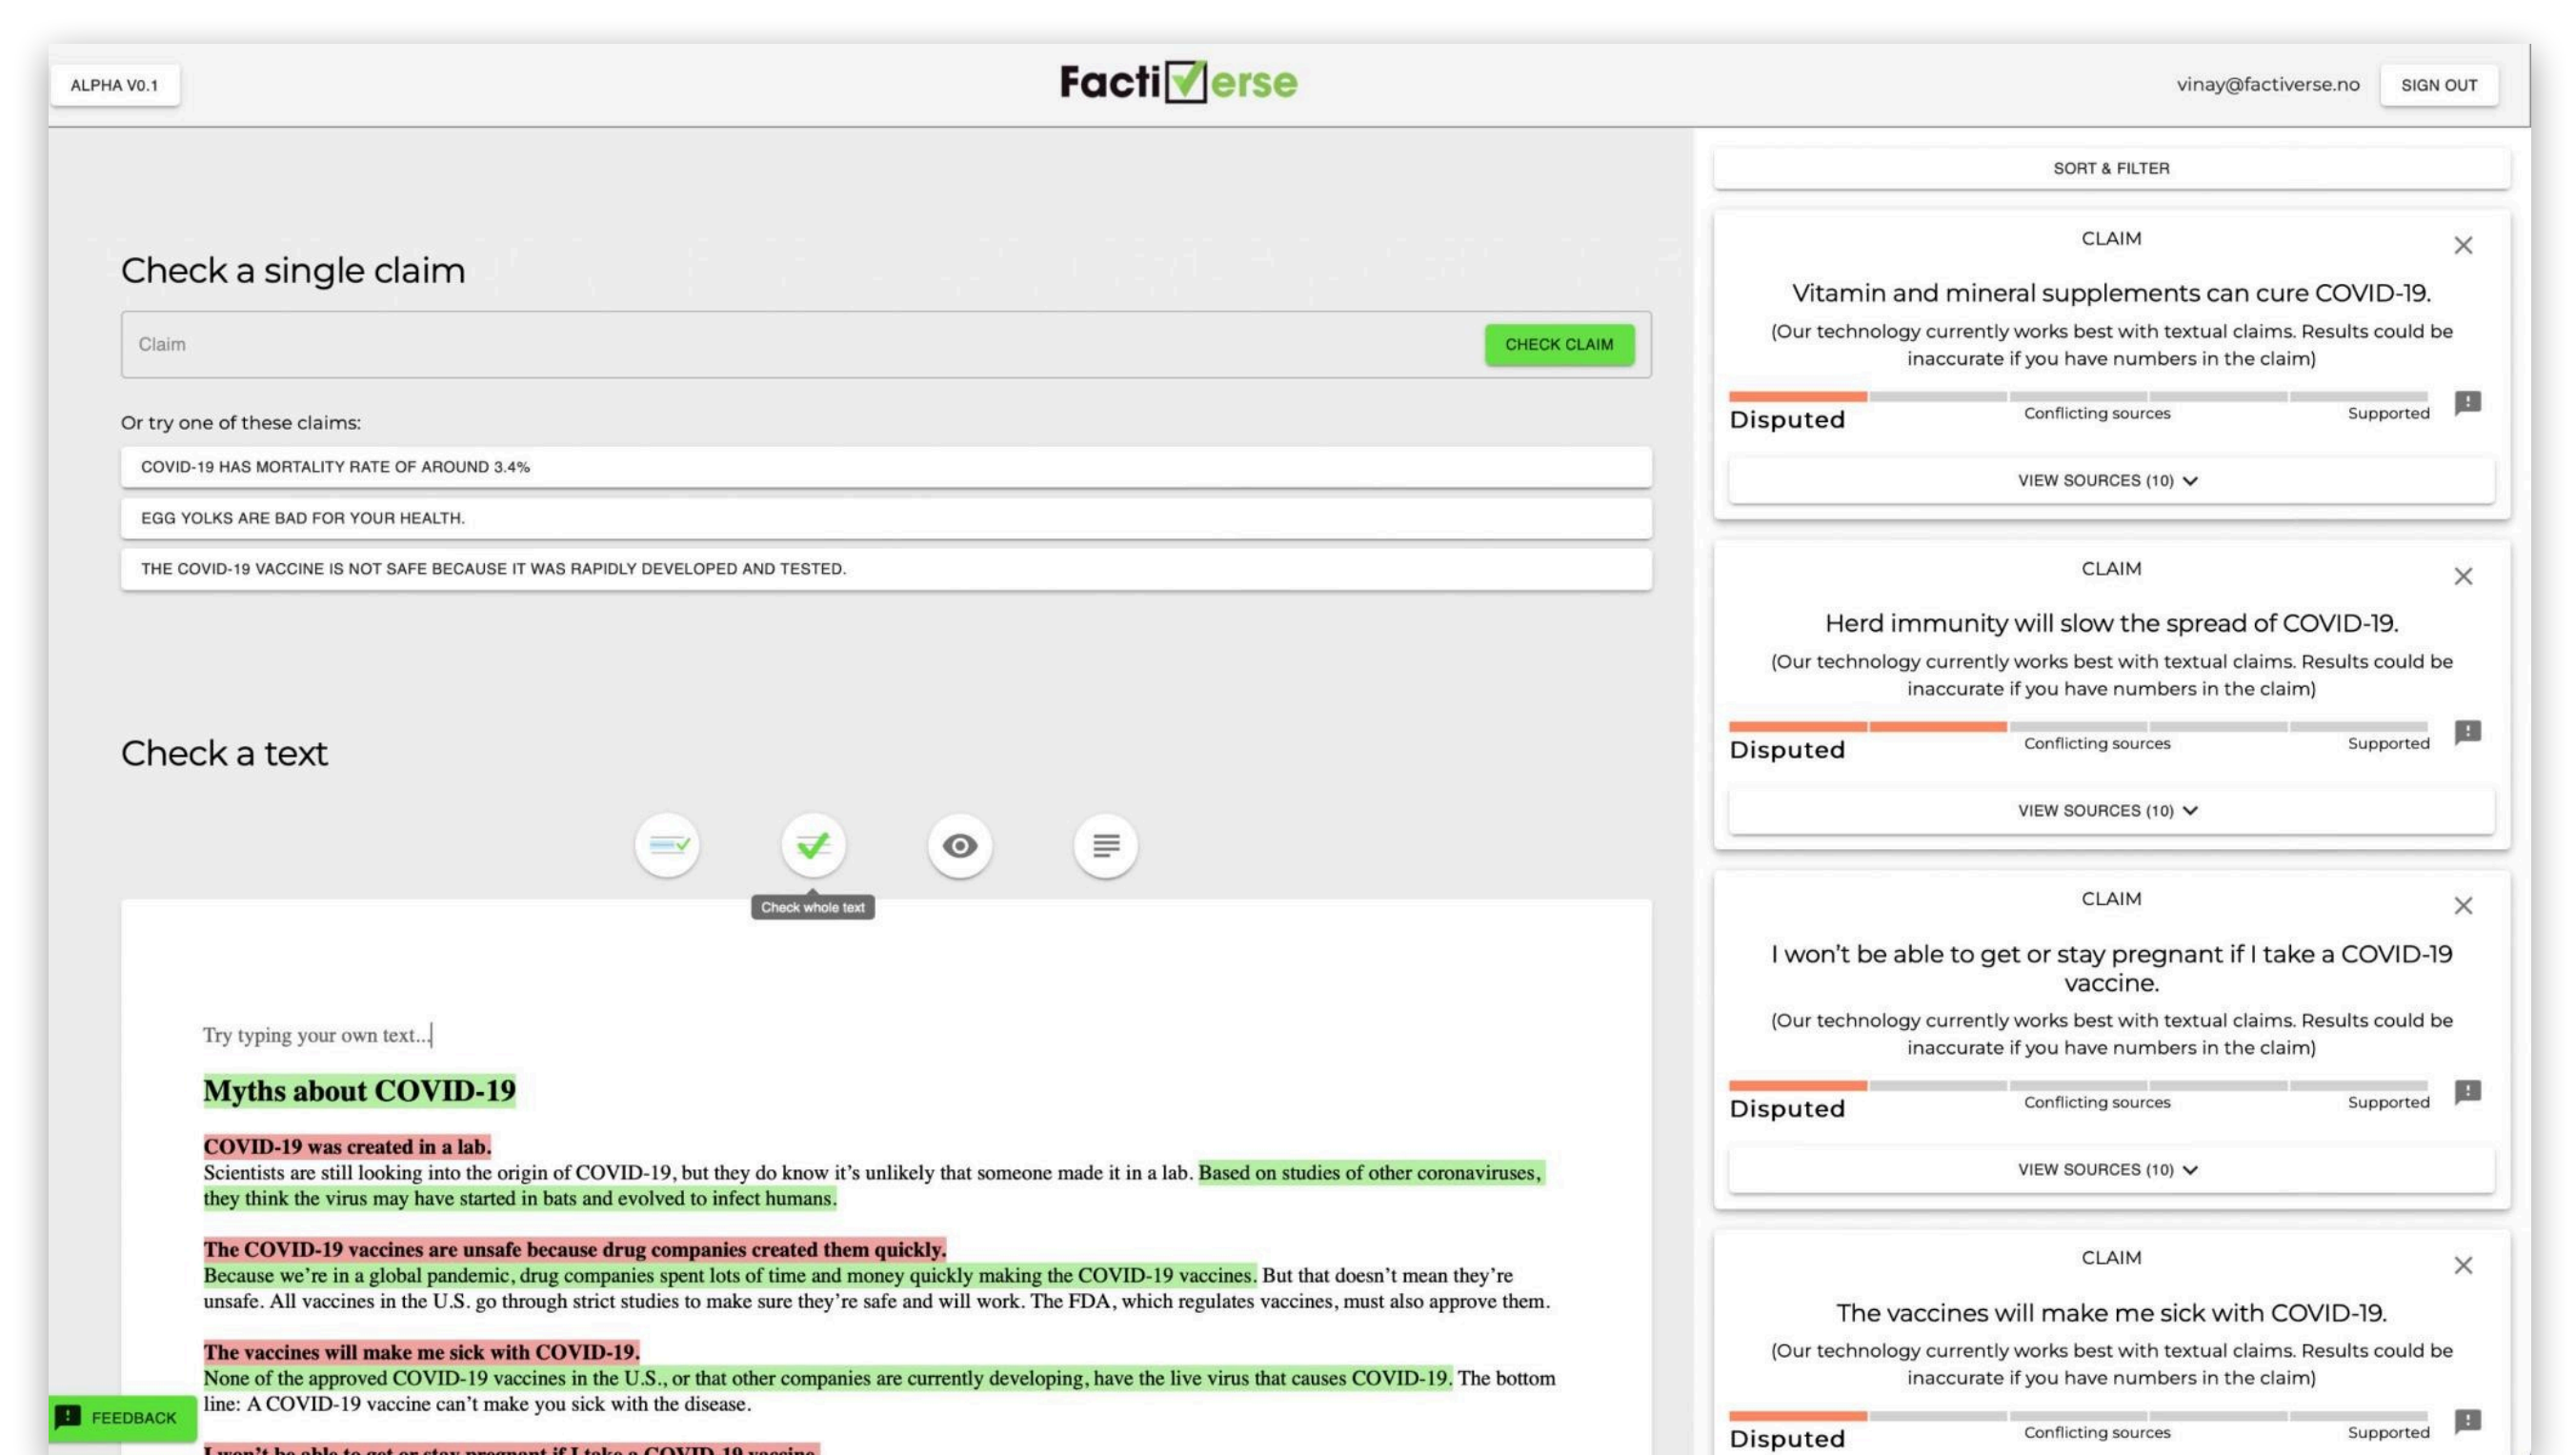 ALPHA V0.1
FactiVerse
vinay@factiverse.no
SIGN OUT
Check a single claim
Claim
CHECK CLAIM
Or try one of these claims:
COVID-19 HAS MORTALITY RATE OF AROUND 3.4%
EGG YOLKS ARE BAD FOR YOUR HEALTH.
THE COVID-19 VACCINE IS NOT SAFE BECAUSE IT WAS RAPIDLY DEVELOPED AND TESTED.
Check a text
Check whole text
Try typing your own text...
Myths about COVID-19
COVID-19 was created in a lab.
Scientists are still looking into the origin of COVID-19, but they do know it's unlikely that someone made it in a lab. Based on studies of other coronaviruses,
they think the virus may have started in bats and evolved to infect humans.
The COVID-19 vaccines are unsafe because drug companies created them quickly.
Because we're in a global pandemic, drug companies spent lots of time and money quickly making the COVID-19 vaccines. But that doesn't mean they're
unsafe. All vaccines in the U.S. go through strict studies to make sure they're safe and will work. The FDA, which regulates vaccines, must also approve them.
The vaccines will make me sick with COVID-19.
None of the approved COVID-19 vaccines in the U.S., or that other companies are currently developing, have the live virus that causes COVID-19. The bottom
line: A COVID-19 vaccine can't make you sick with the disease.
I won't be able to get or stay pregnant if I take a COVID-19 vaccine.
FEEDBACK
SORT & FILTER
CLAIM
Vitamin and mineral supplements can cure COVID-19.
(Our technology currently works best with textual claims. Results could be
inaccurate if you have numbers in the claim)
Disputed
Conflicting sources
Supported
VIEW SOURCES (10)
CLAIM
Herd immunity will slow the spread of COVID-19.
(Our technology currently works best with textual claims. Results could be
inaccurate if you have numbers in the claim)
Disputed
Conflicting sources
Supported
VIEW SOURCES (10)
CLAIM
I won't be able to get or stay pregnant if I take a COVID-19
vaccine.
(Our technology currently works best with textual claims. Results could be
inaccurate if you have numbers in the claim)
Disputed
Conflicting sources
Supported
VIEW SOURCES (10)
CLAIM
The vaccines will make me sick with COVID-19.
(Our technology currently works best with textual claims. Results could be
inaccurate if you have numbers in the claim)
Disputed
Conflicting sources
Supported